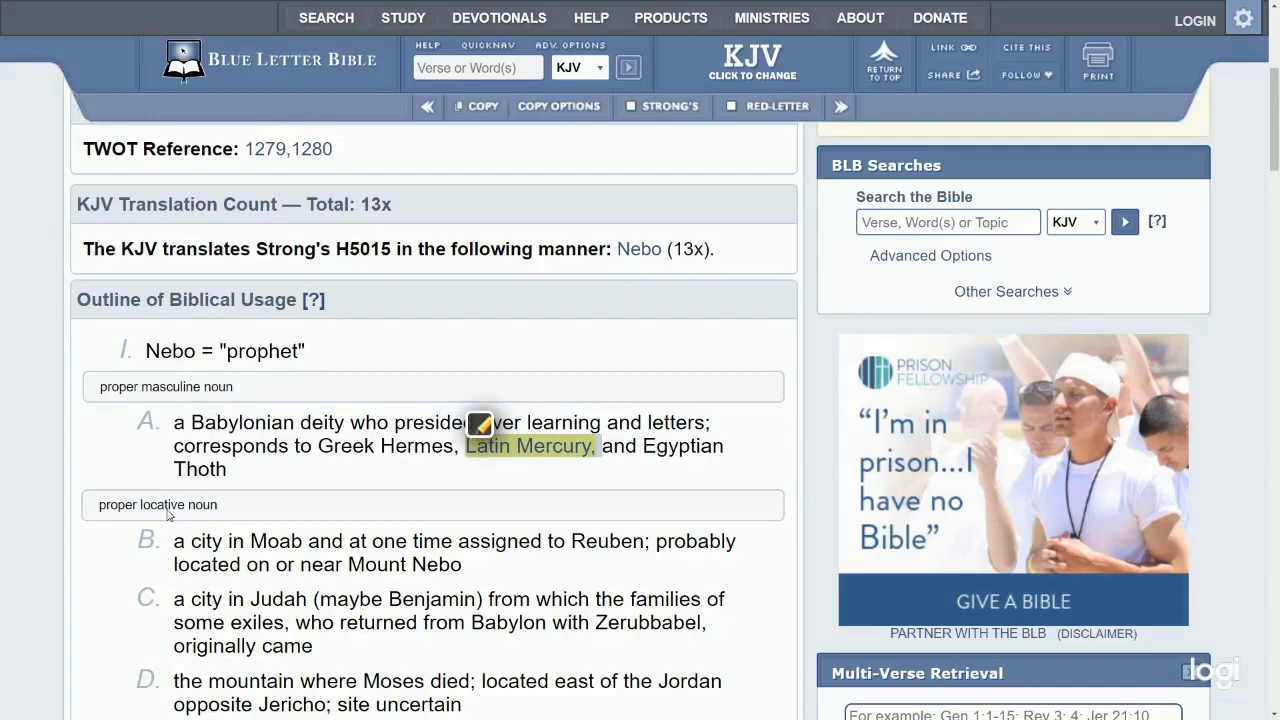 SEARCH STUDY DEVOTIONALS HELP PRODUCTS MINISTRIES ABOUT DONATE
LOGIN
BLUE LETTER BIBLE
HELP QUICKNAV ADV. OPTIONS
Verse or Word(s) KJV
KJV
CLICK TO CHANGE
RETURN
TO TOP
LINK
SHARE
CITE THIS
FOLLOW
PRINT
COPY COPY OPTIONS STRONG'S RED-LETTER
TWOT Reference: 1279,1280
KJV Translation Count — Total: 13x
The KJV translates Strong's H5015 in the following manner: Nebo (13x).
Outline of Biblical Usage [?]
I. Nebo = "prophet"
proper masculine noun
A. a Babylonian deity who preside ver learning and letters;
corresponds to Greek Hermes, Latin Mercury, and Egyptian
Thoth
proper locative noun
B. a city in Moab and at one time assigned to Reuben; probably
located on or near Mount Nebo
C. a city in Judah (maybe Benjamin) from which the families of
some exiles, who returned from Babylon with Zerubbabel,
originally came
D. the mountain where Moses died; located east of the Jordan
opposite Jericho; site uncertain
BLB Searches
Search the Bible
Verse, Word(s) or Topic KJV [?]
Advanced Options
Other Searches
PRISON
FELLOWSHIP
“I’m in
prison...I
have no
Bible”
GIVE A BIBLE
PARTNER WITH THE BLB (DISCLAIMER)
Multi-Verse Retrieval
logi
For example: Gen 1:1-15; Rev 3; 4; Jer 21:10